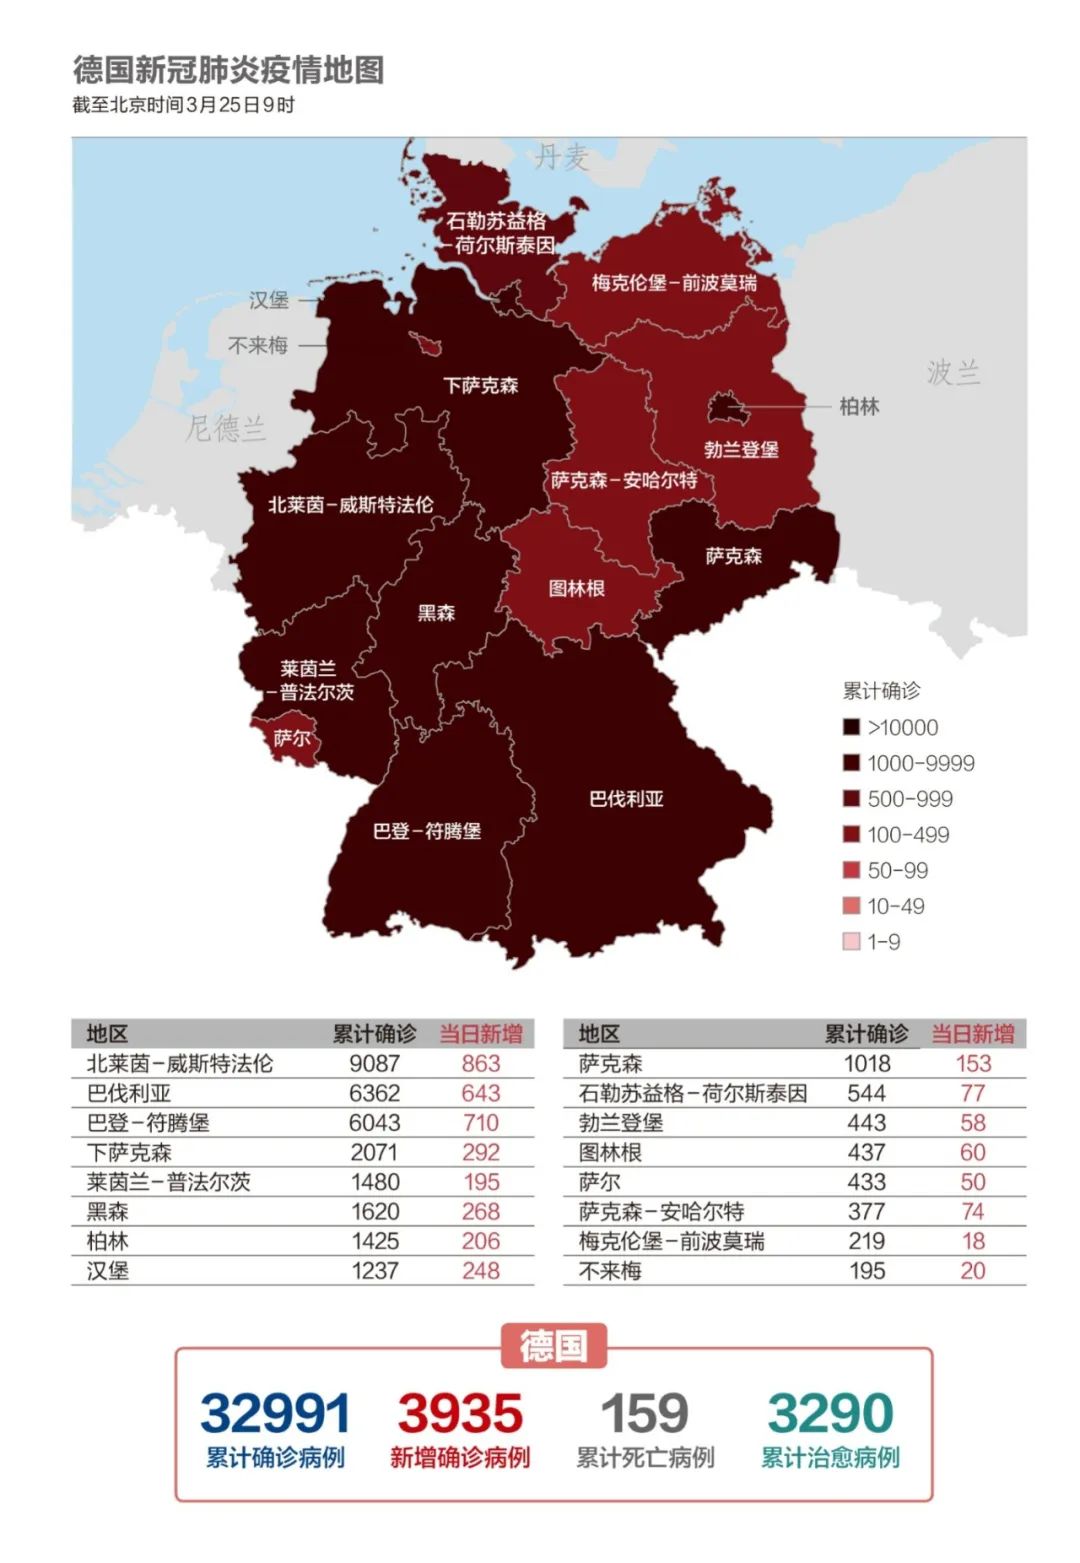 德国新冠肺炎疫情地图
截至北京时间3月25日9时
丹麦
石勒苏益格
-荷尔斯泰因
梅克伦堡-前波莫瑞
汉堡
不来梅
下萨克森
波兰
柏林
尼德兰
勃兰登堡
萨克森-安哈尔特
北莱茵-威斯特法伦
萨克森
图林根
黑森
莱茵兰
-普法尔茨
萨尔
巴伐利亚
巴登-符腾堡
累计确诊
>10000
1000-9999
500-999
100-499
50-99
10-49
1-9
地区 累计确诊 当日新增
北莱茵-威斯特法伦 9087 863
巴伐利亚 6362 643
巴登-符腾堡 6043 710
下萨克森 2071 292
莱茵兰-普法尔茨 1480 195
黑森 1620 268
柏林 1425 206
汉堡 1237 248
地区 累计确诊 当日新增
萨克森 1018 153
石勒苏益格-荷尔斯泰因 544 77
勃兰登堡 443 58
图林根 437 60
萨尔 433 50
萨克森-安哈尔特 377 74
梅克伦堡-前波莫瑞 219 18
不来梅 195 20
德国
32991 3935 159 3290
累计确诊病例 新增确诊病例 累计死亡病例 累计治愈病例